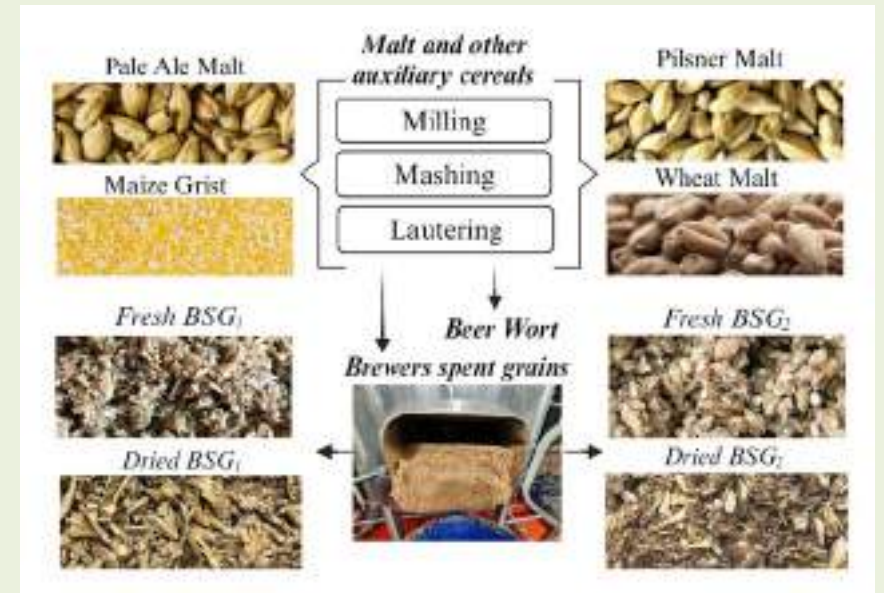 Malt and other
auxiliary cereals
Pale Ale Malt
Pilsner Malt
Milling
Mashing
Lautering
Maize Grist
Wheat Malt
Fresh BSG₁
Fresh BSG₂
Beer Wort
Brewers spent grains
Dried BSG₁
Dried BSG₂